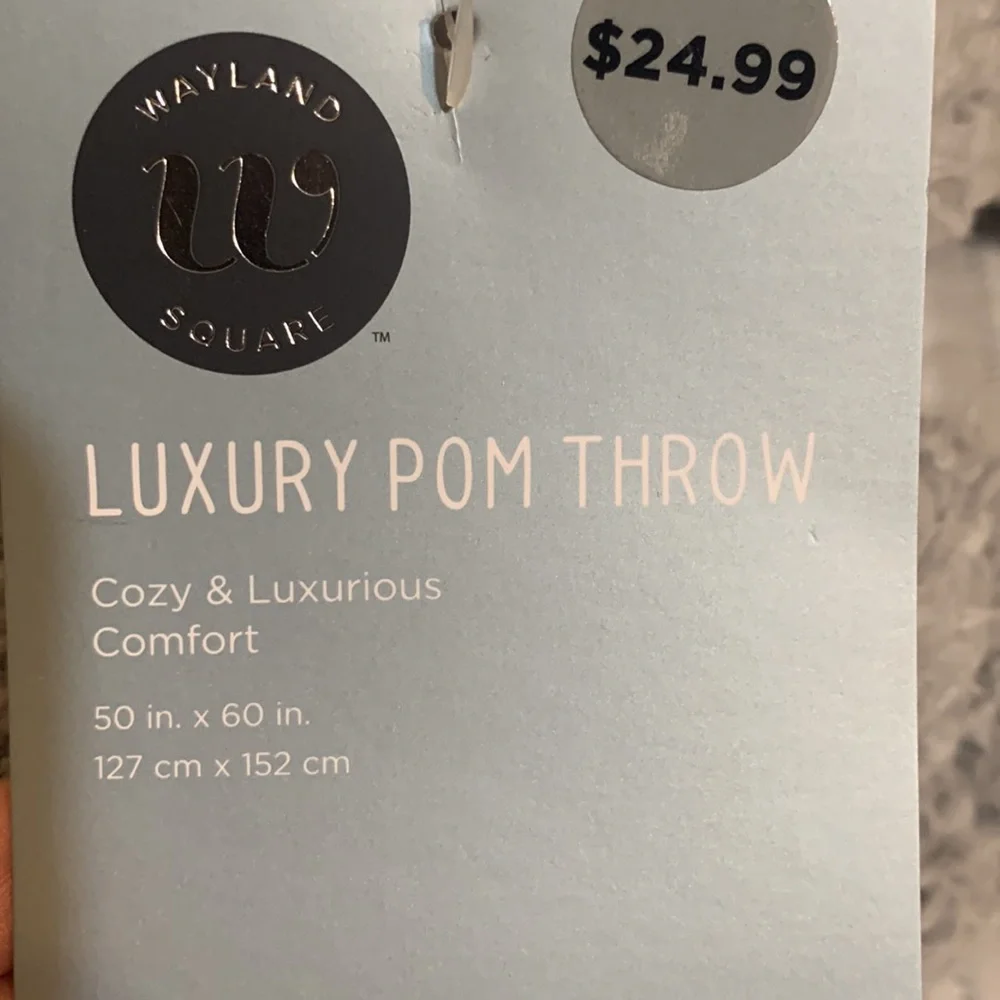 $24.99
WAYLAND
W
SQUARE
TM
LUXURY POM THROW
Cozy & Luxurious
Comfort
50 in. x 60 in.
127 cm x 152 cm